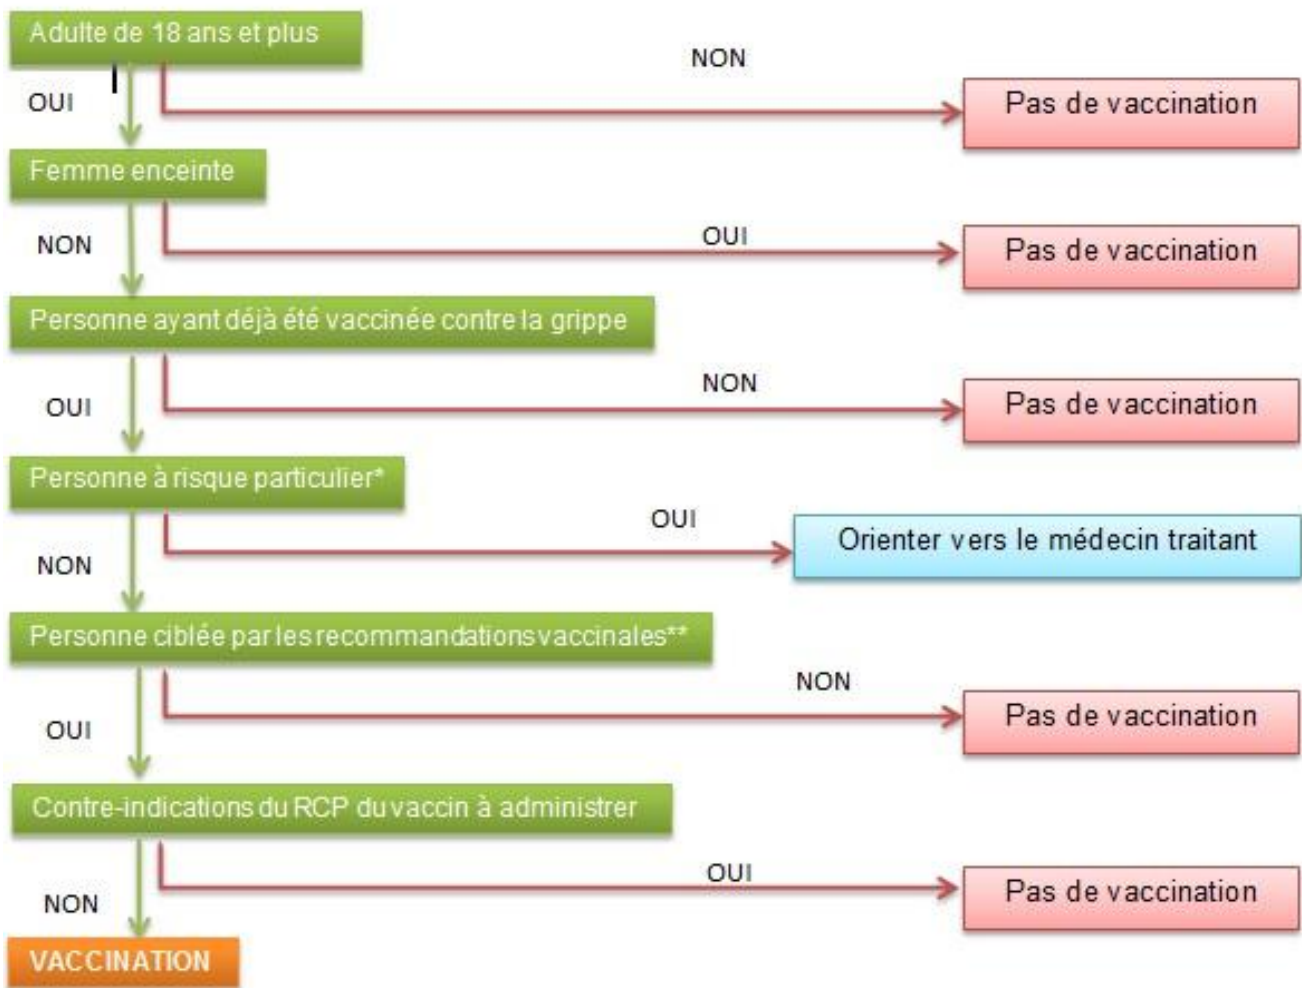 Adulte de 18 ans et plus
NON
OUI
Pas de vaccination
Femme enceinte
NON
OUI
Pas de vaccination
Personne ayant déjà été vaccinée contre la grippe
NON
OUI
Pas de vaccination
Personne à risque particulier*
OUI
NON
Orienter vers le médecin traitant
Personne ciblée par les recommandations vaccinales**
NON
OUI
Pas de vaccination
Contre-indications du RCP du vaccin à administrer
OUI
NON
Pas de vaccination
VACCINATION